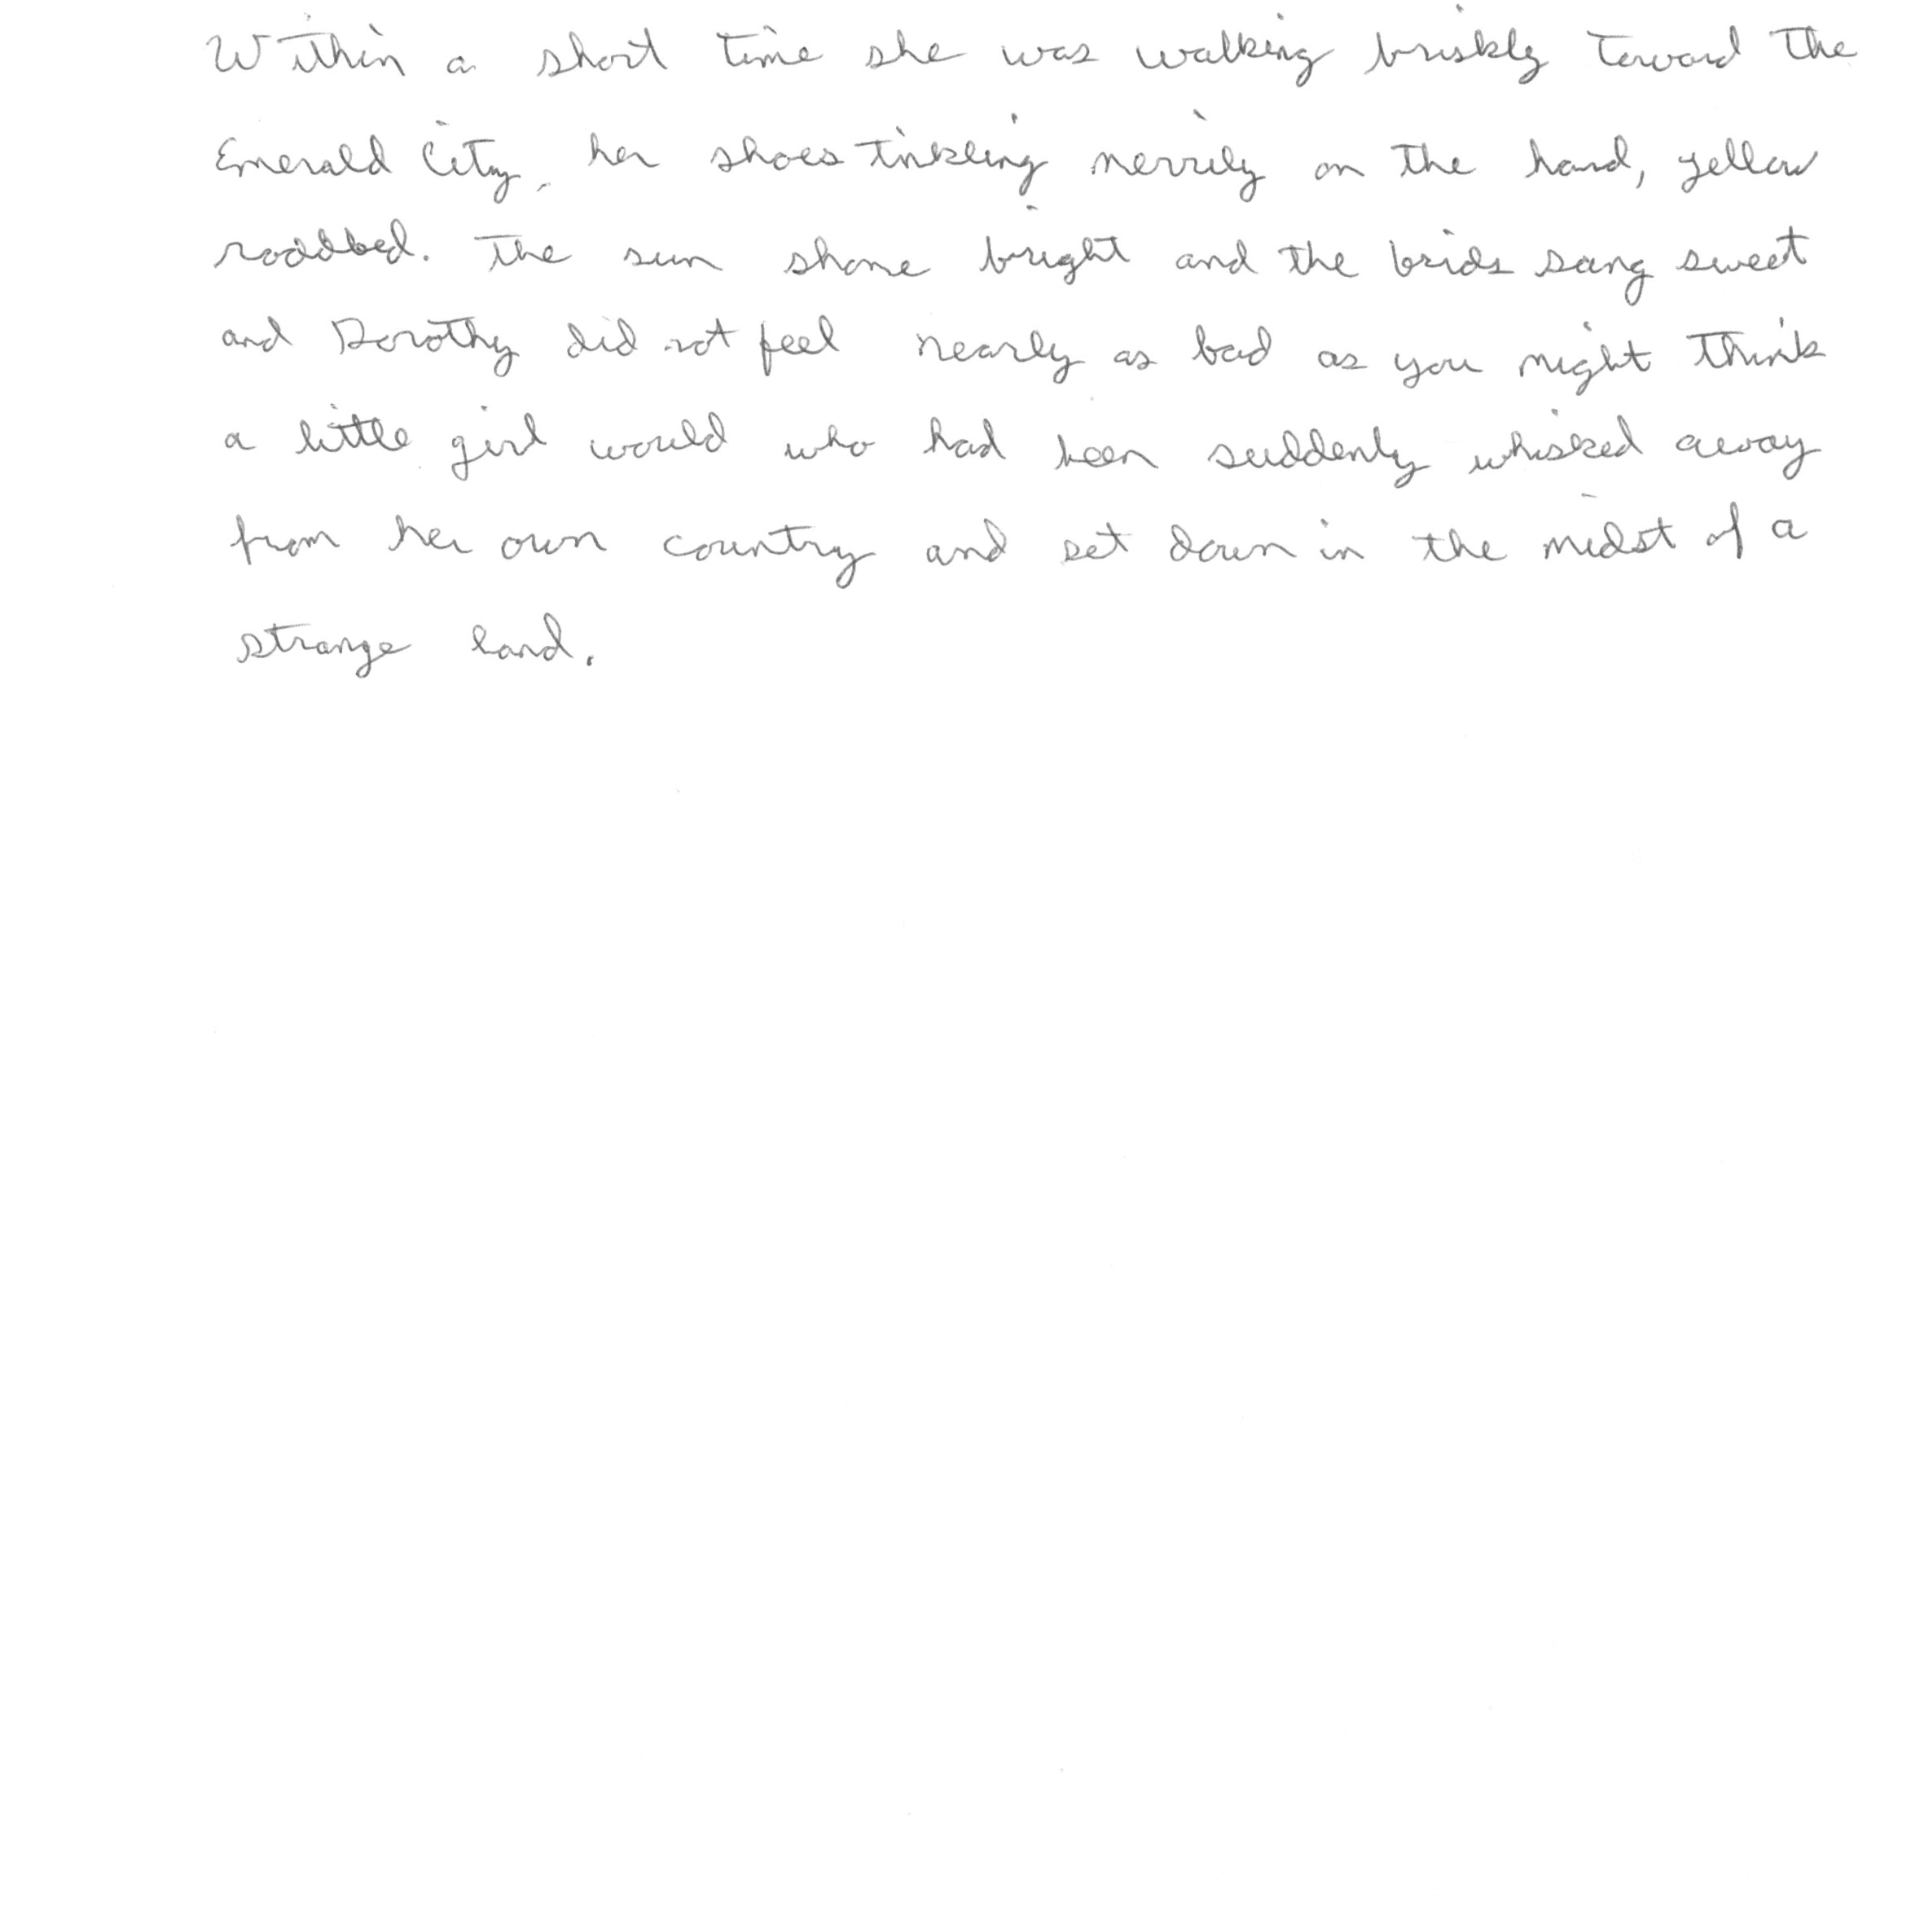 Within a short time she was walking briskly toward the
Emerald City, her shoes tinkling merrily on the hard, yellow
roadbed. The sun shone bright and the birds sang sweet
and Dorothy did not feel nearly as bad as you might think
a little girl would who had been suddenly whisked away
from her own country and set down in the midst of a
strange land.